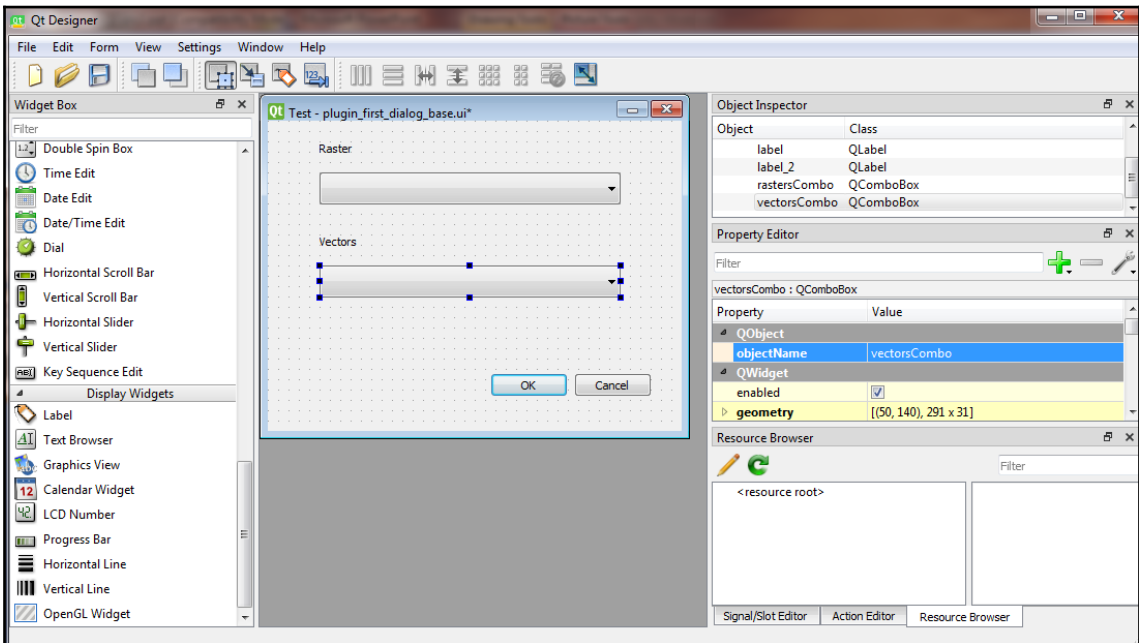 Qt Designer
File Edit Form View Settings Window Help
Widget Box
Filter
Double Spin Box
Time Edit
Date Edit
Date/Time Edit
Dial
Horizontal Scroll Bar
Vertical Scroll Bar
Horizontal Slider
Vertical Slider
Key Sequence Edit
Display Widgets
Label
Text Browser
Graphics View
Calendar Widget
LCD Number
Progress Bar
Horizontal Line
Vertical Line
OpenGL Widget
Test - plugin_first_dialog_base.ui*
Raster
Vectors
OK Cancel
Object Inspector
Object Class
label QLabel
label_2 QLabel
rastersCombo QComboBox
vectorsCombo QComboBox
Property Editor
Filter
vectorsCombo : QComboBox
Property Value
QObject
objectName vectorsCombo
QWidget
enabled
geometry [(50, 140), 291 x 31]
Resource Browser
Filter
<resource root>
Signal/Slot Editor Action Editor Resource Browser